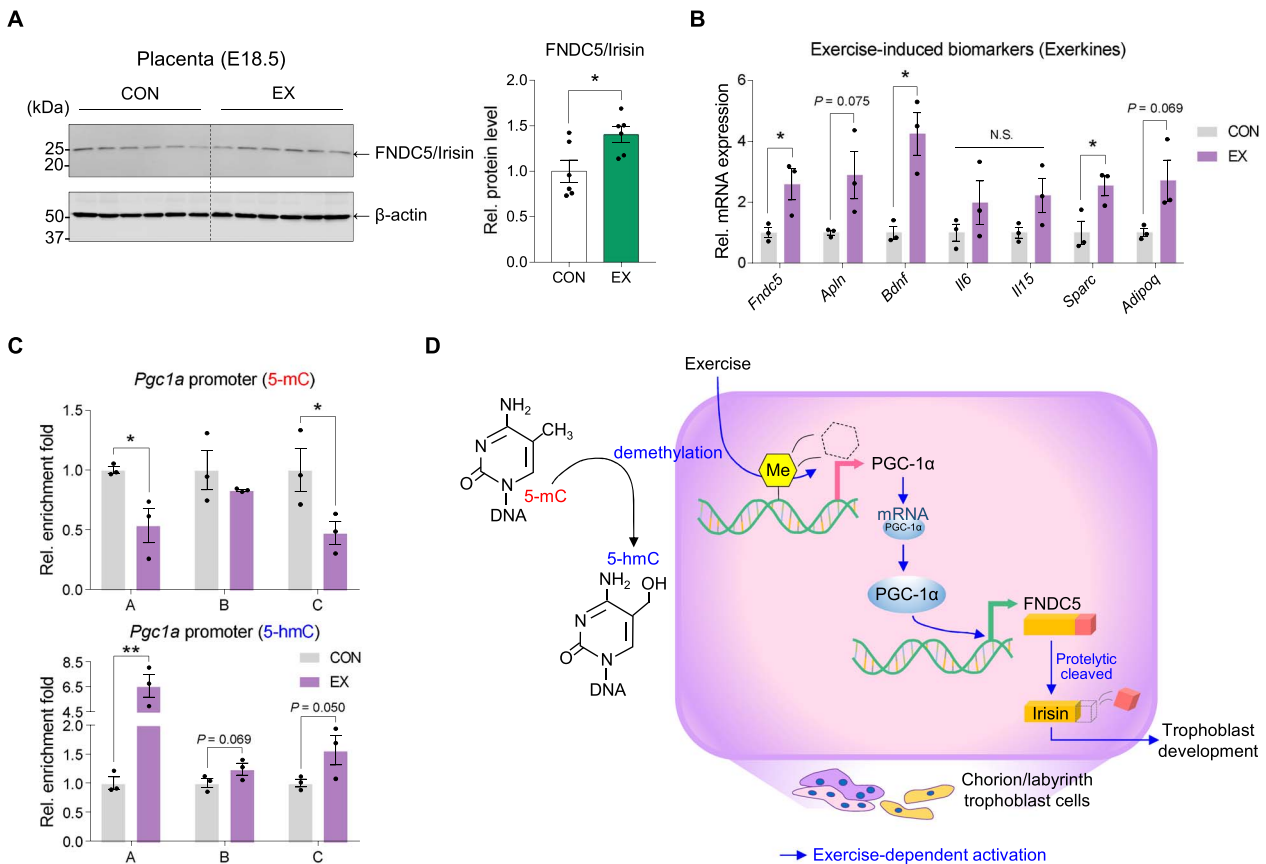 A
Placenta (E18.5)
CON
EX
(kDa)
25
20
FNDC5/Irisin
50
37
β-actin
FNDC5/Irisin
Rel. protein level
2.0
1.5
1.0
0.5
0.0
*
CON
EX
B
Exercise-induced biomarkers (Exerkines)
Rel. mRNA expression
6
4
2
0
*
P = 0.075
*
N.S.
*
P = 0.069
CON
EX
Fndc5
Apln
Bdnf
Il6
Il15
Sparc
Adipoq
C
Pgc1a promoter (5-mC)
Rel. enrichment fold
1.5
1.0
0.5
0.0
*
*
A
B
C
Pgc1a promoter (5-hmC)
Rel. enrichment fold
8.5
6.5
4.5
2.0
1.5
1.0
0.5
0.0
**
P = 0.069
P = 0.050
CON
EX
A
B
C
D
Exercise
NH2
CH3
N
O
N
DNA
5-mC
demethylation
Me
PGC-1α
mRNA
PGC-1α
PGC-1α
5-hmC
NH2
OH
N
O
N
DNA
FNDC5
Protelytic
cleaved
Irisin
Trophoblast
development
Chorion/labyrinth
trophoblast cells
Exercise-dependent activation